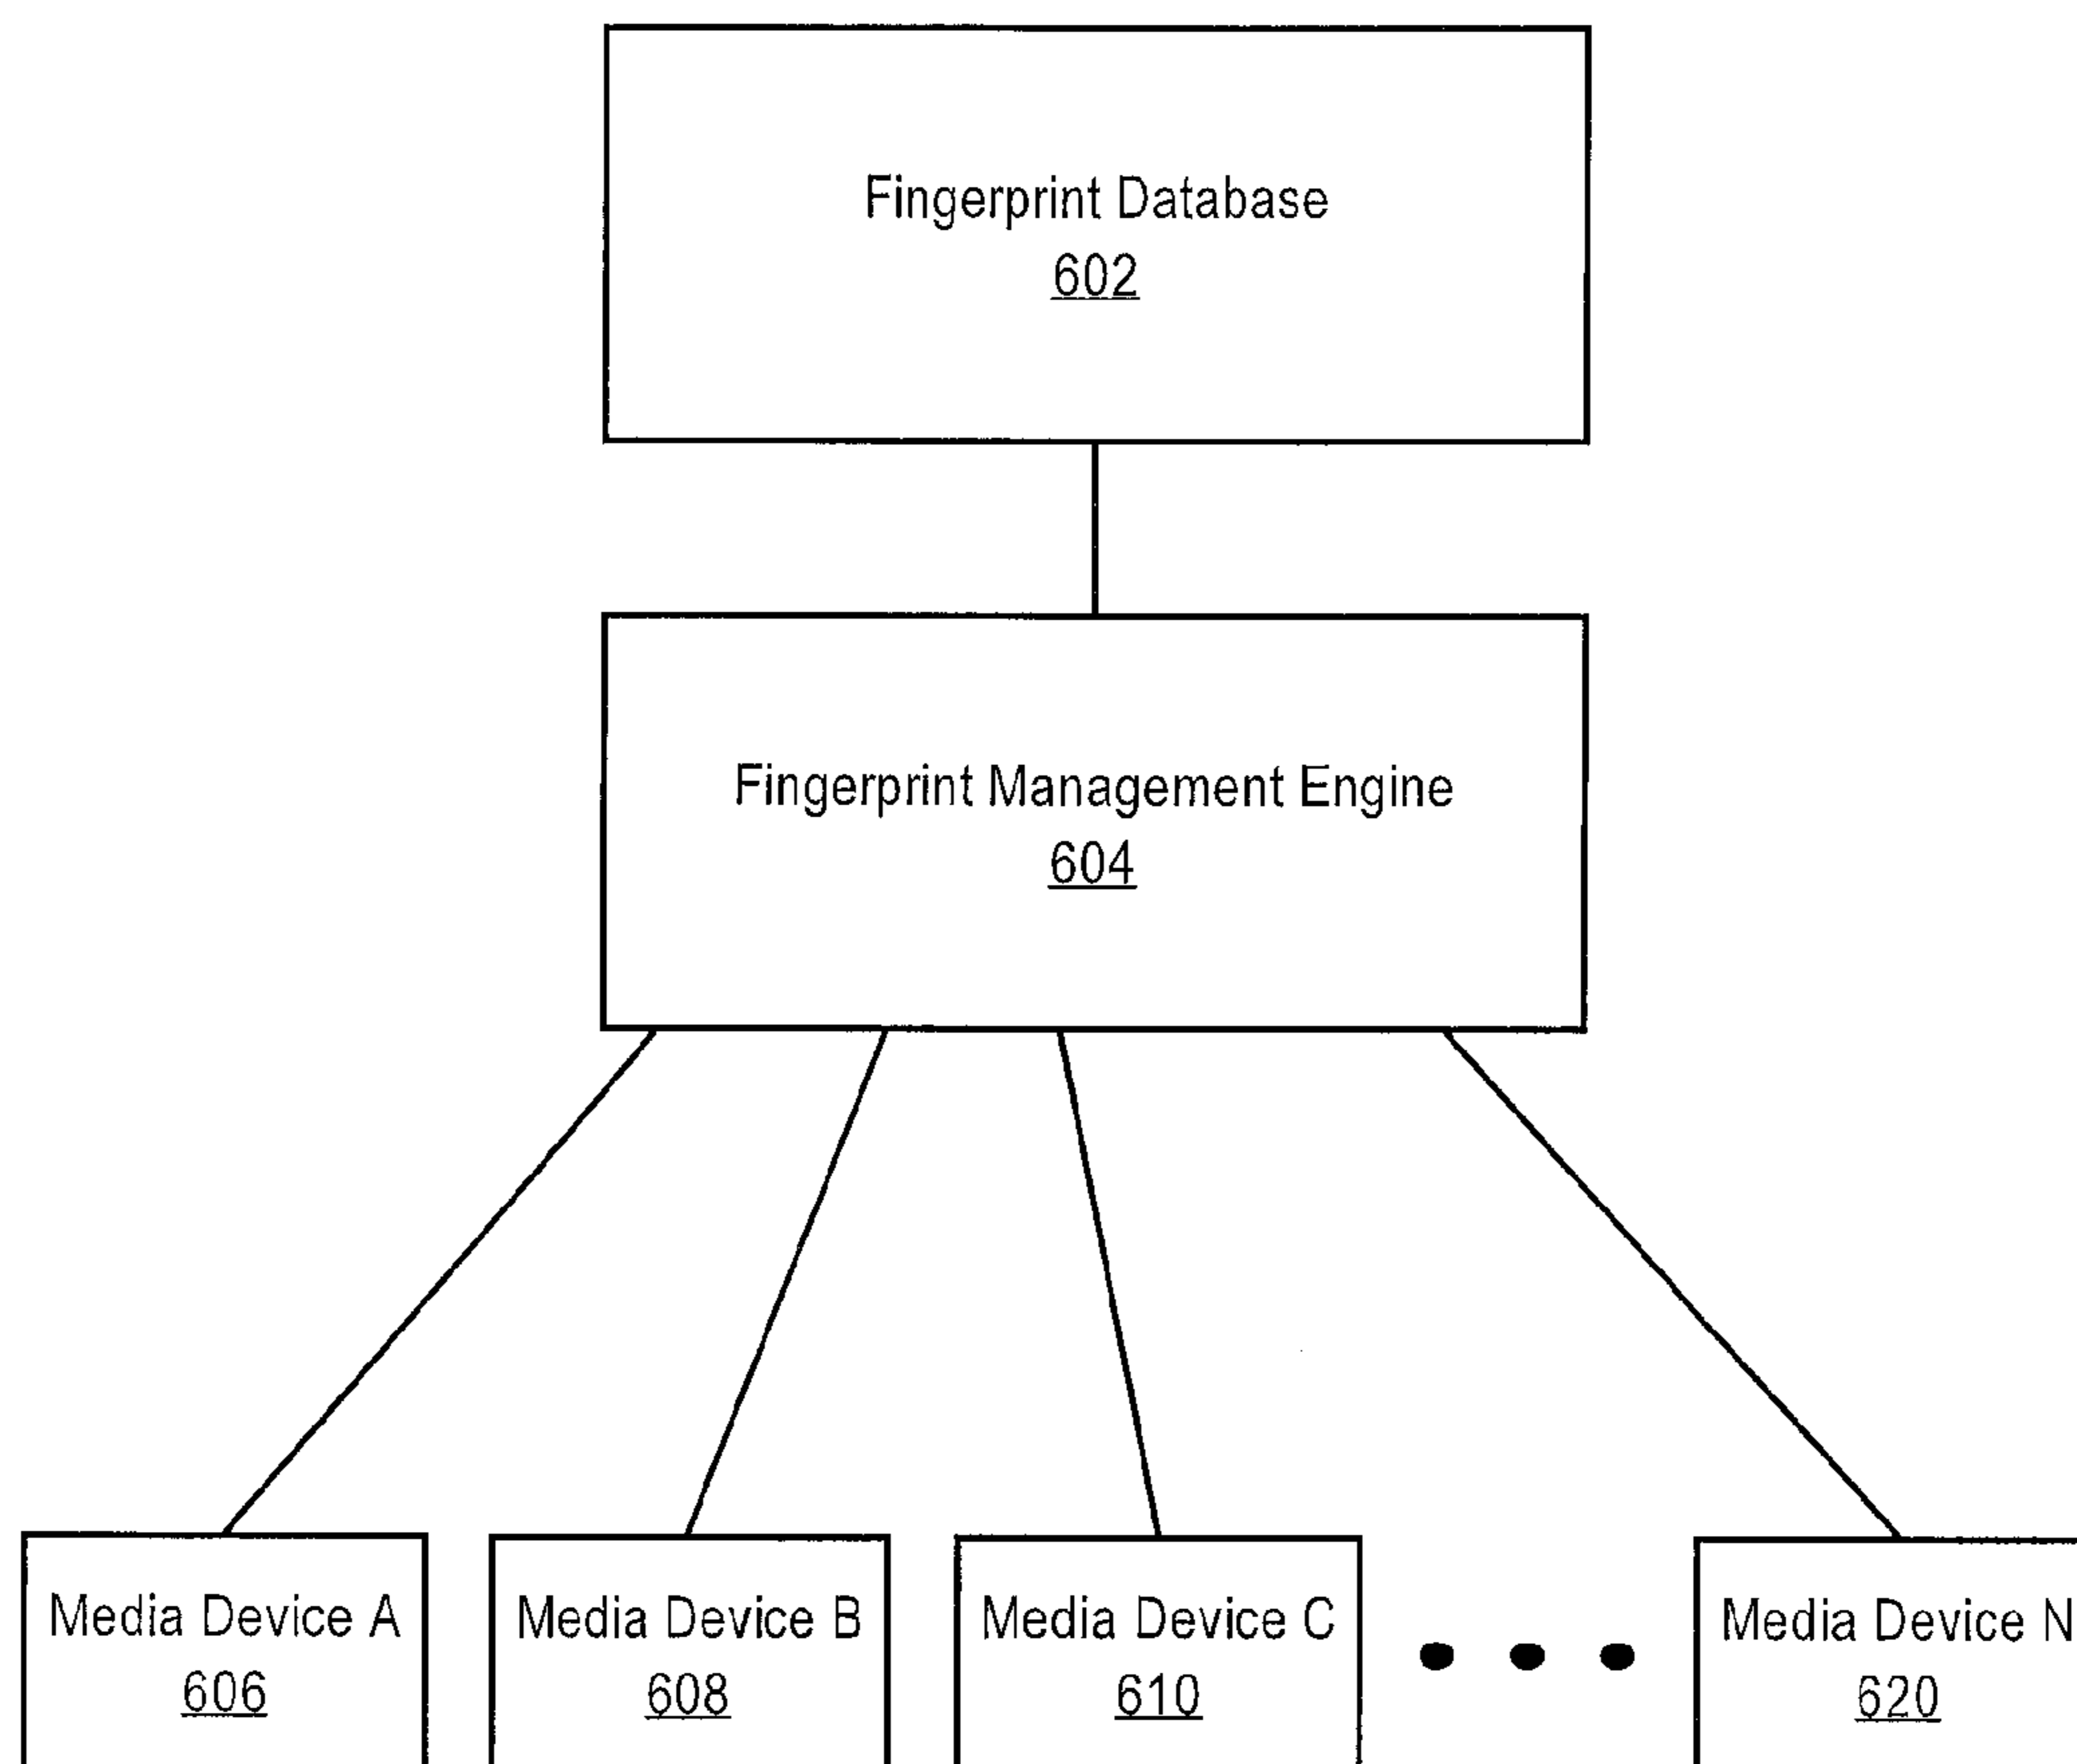 Fingerprint Database
602
Fingerprint Management Engine
604
Media Device A
606
Media Device B
608
Media Device C
610
Media Device N
620